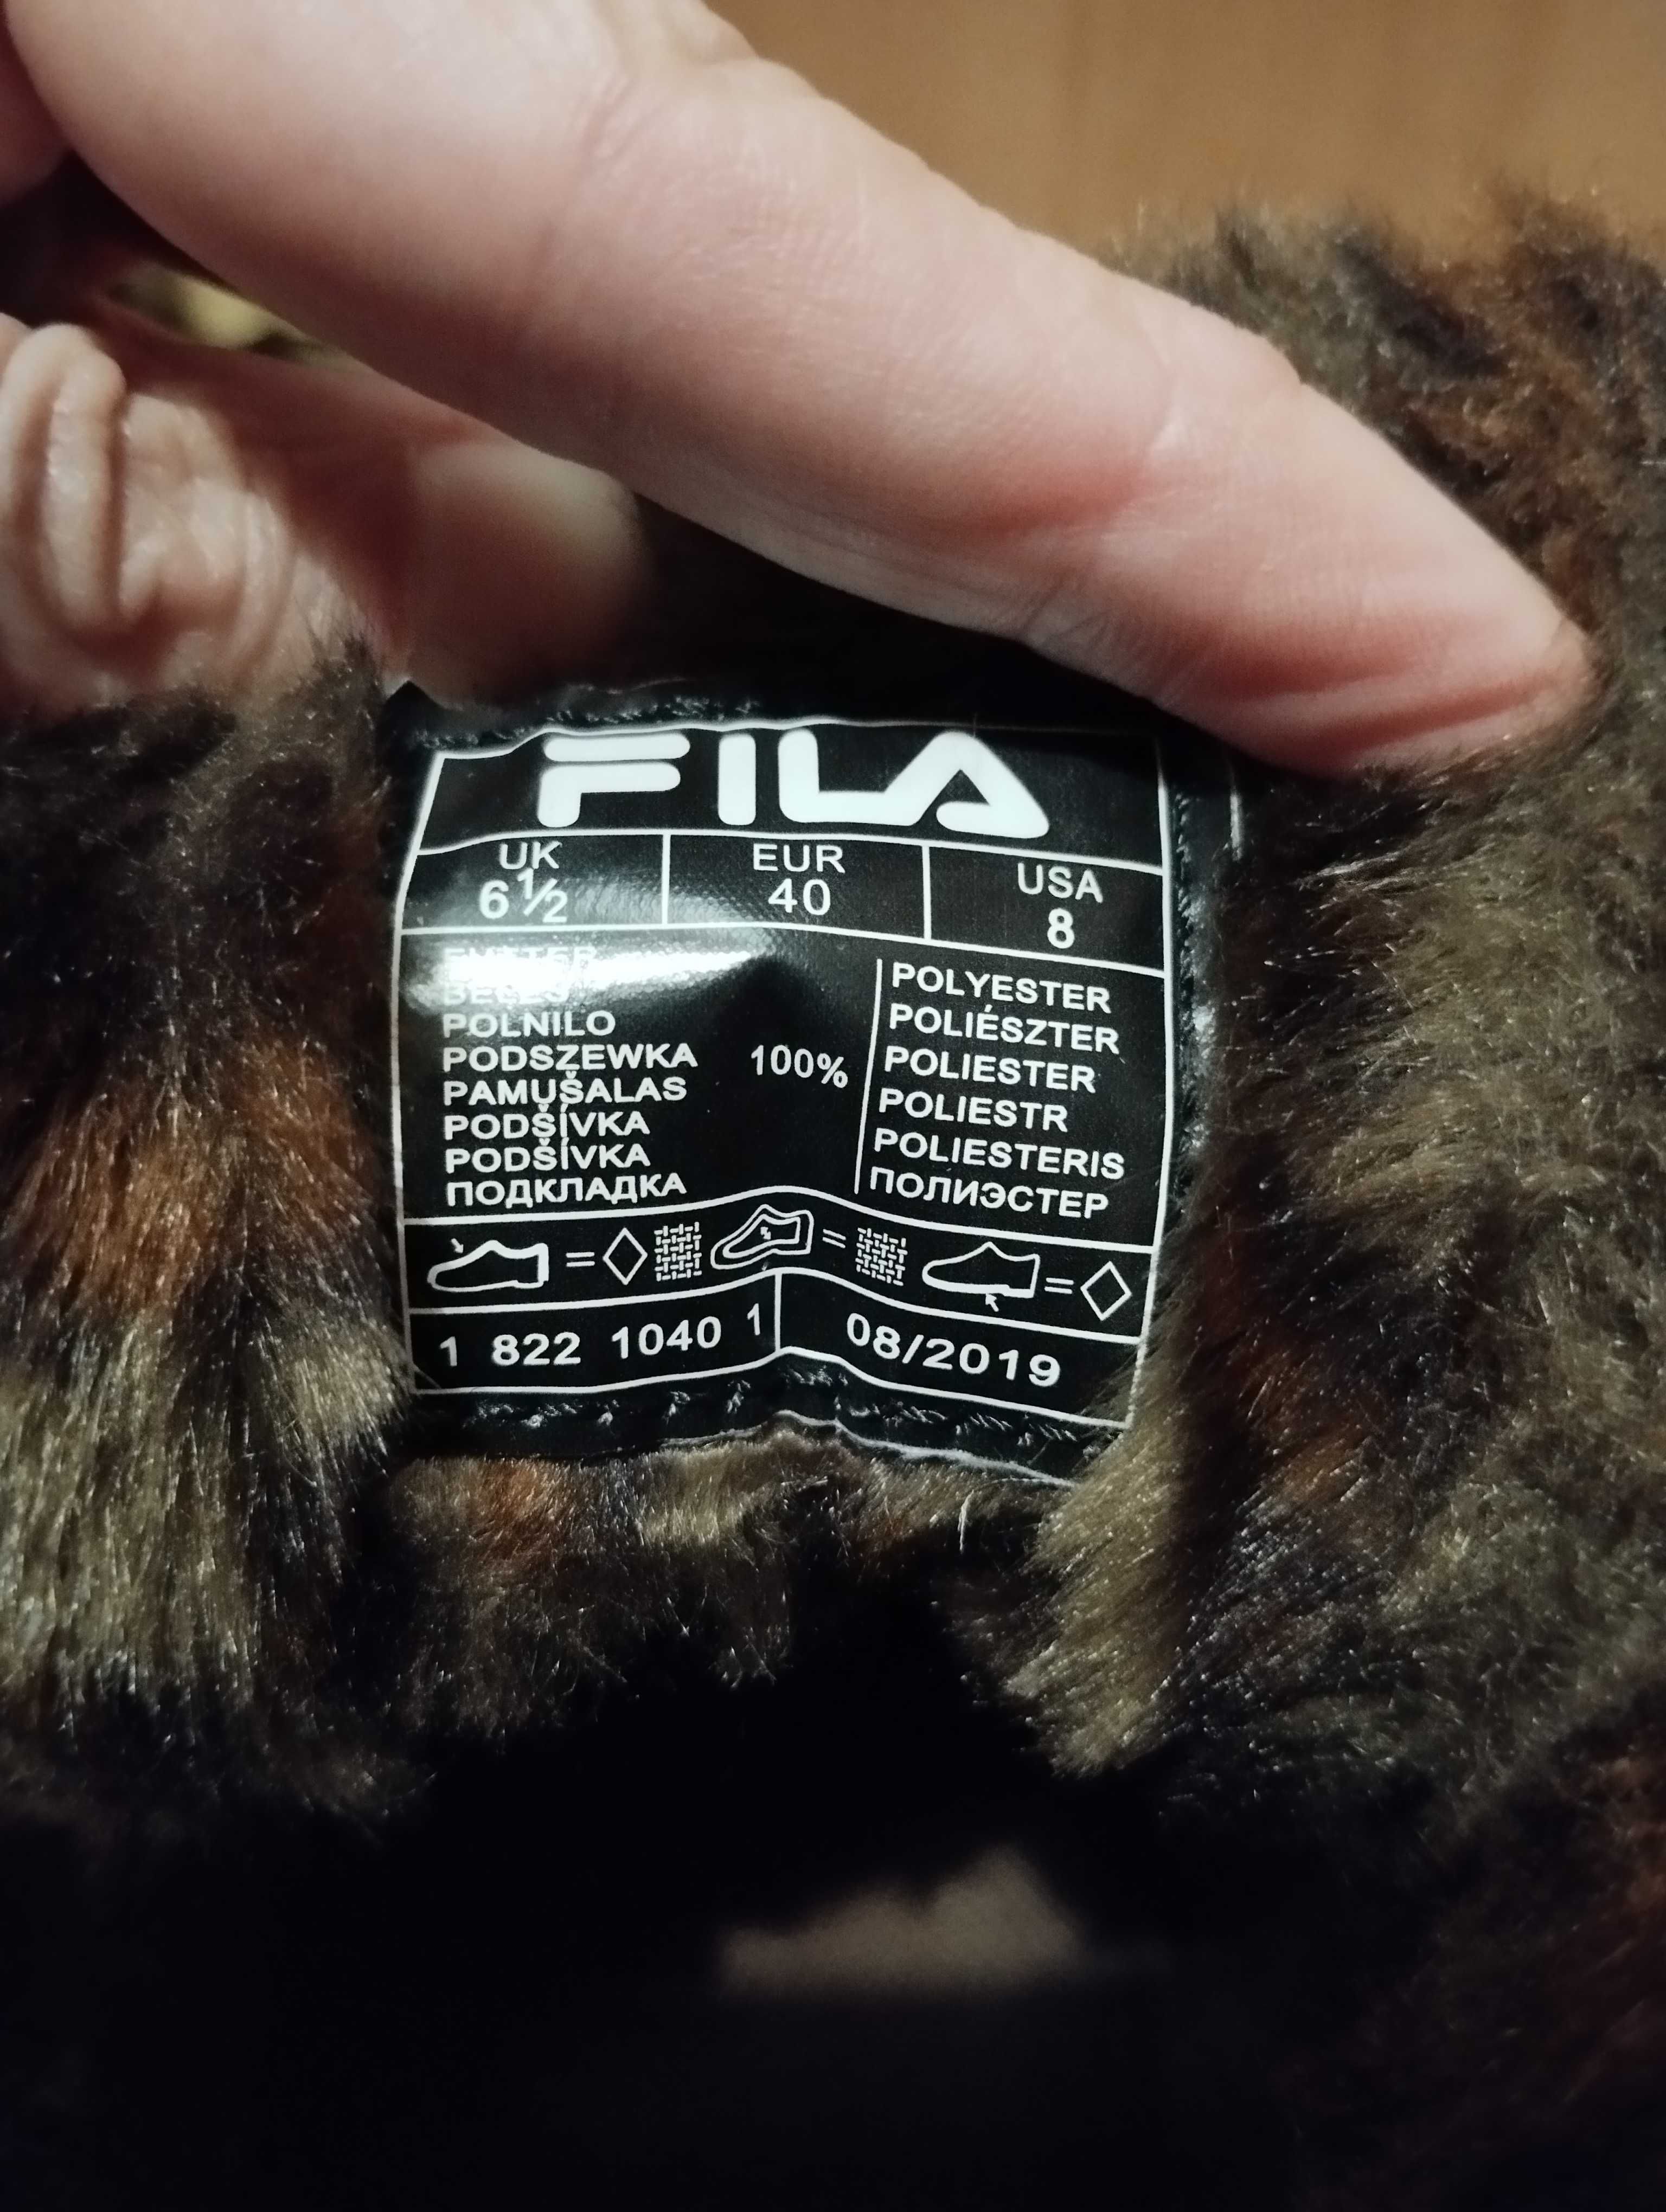 FILA
UK EUR USA
6½ 40 8
BÉLÉS
POLNILO
PODSZEWKA
PAMUŠALAS
PODŠÍVKA
PODŠÍVKA
ПОДКЛАДКА
100%
POLYESTER
POLIÉSZTER
POLIESTER
POLIESTR
POLIESTERIS
ПОЛИЭСТЕР
1 822 1040 1 08/2019